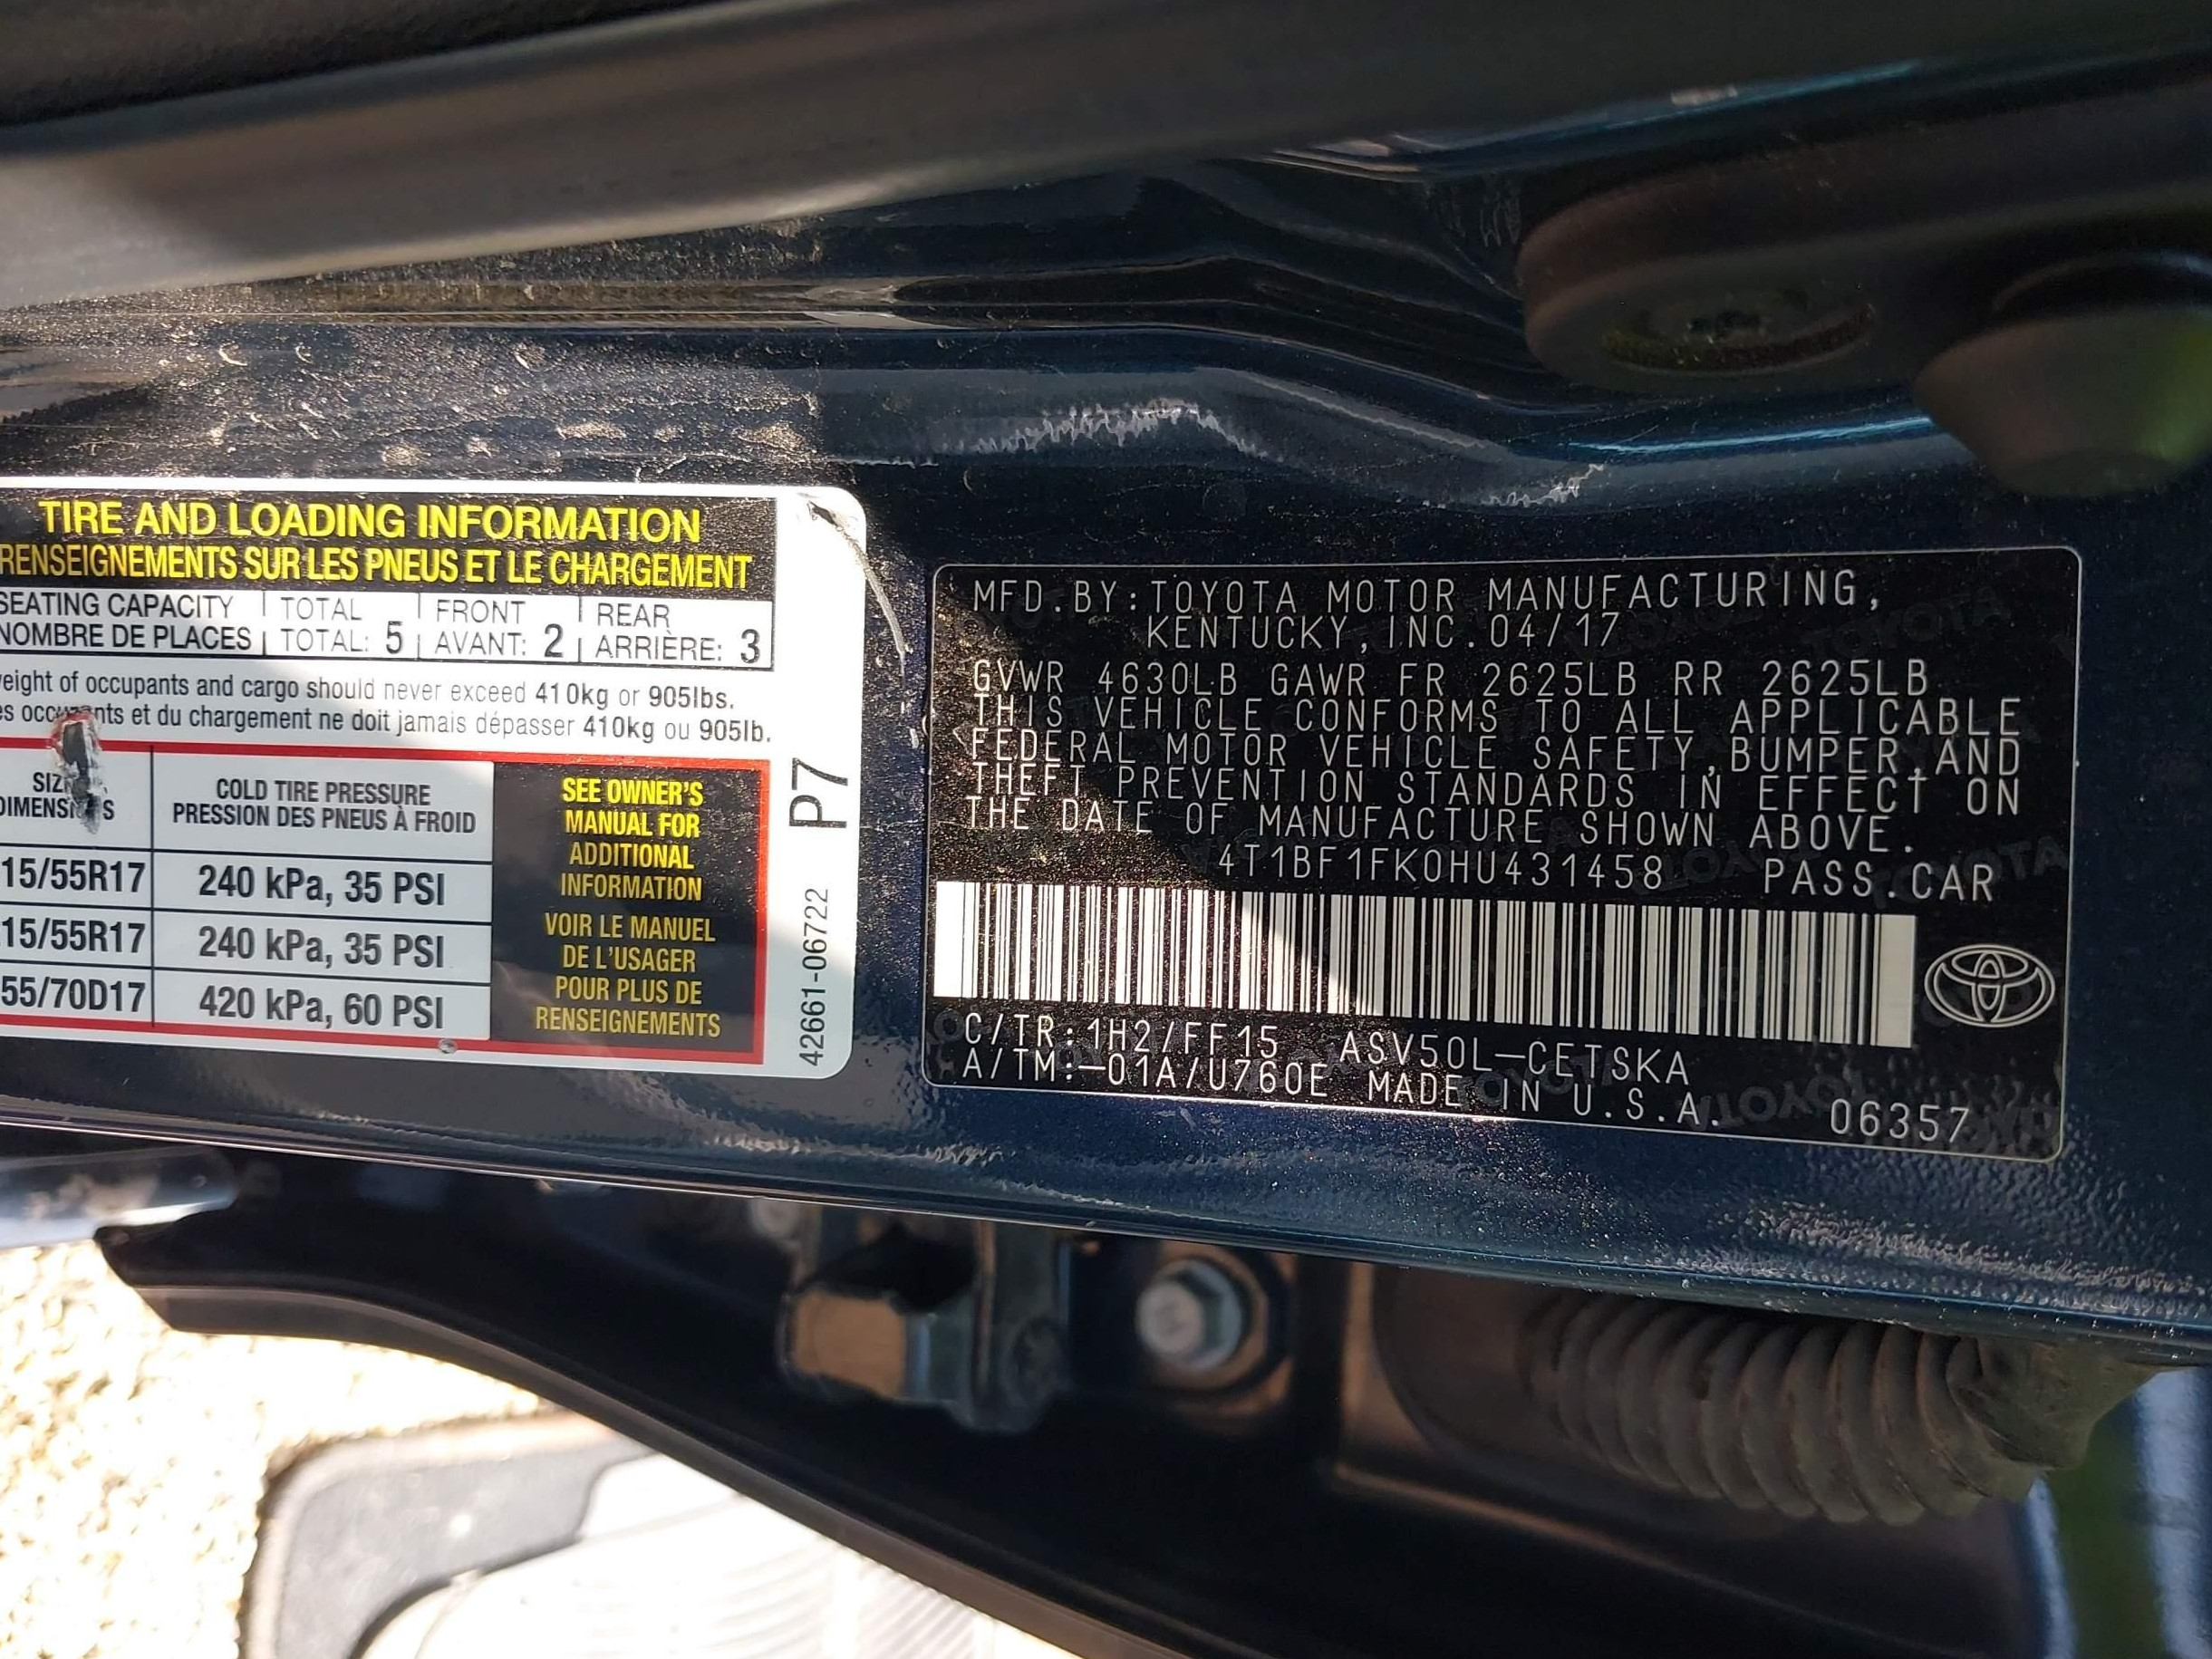 TIRE AND LOADING INFORMATION
RENSEIGNEMENTS SUR LES PNEUS ET LE CHARGEMENT
SEATING CAPACITY TOTAL FRONT REAR
NOMBRE DE PLACES TOTAL: 5 AVANT: 2 ARRIÈRE: 3
of occupants and cargo should never exceed 410kg or 905lbs.
et du chargement ne doit jamais dépasser 410kg ou 905lb.
COLD TIRE PRESSURE
PRESSION DES PNEUS À FROID
15/55R17 240 kPa, 35 PSI
15/55R17 240 kPa, 35 PSI
55/70D17 420 kPa, 60 PSI
SEE OWNER'S
MANUAL FOR
ADDITIONAL
INFORMATION
VOIR LE MANUEL
DE L'USAGER
POUR PLUS DE
RENSEIGNEMENTS
P7
42661-06722
MFD.BY:TOYOTA MOTOR MANUFACTURING,
KENTUCKY,INC.04/17
GVWR 4630LB GAWR FR 2625LB RR 2625LB
THIS VEHICLE CONFORMS TO ALL APPLICABLE
FEDERAL MOTOR VEHICLE SAFETY,BUMPER,AND
THEFT PREVENTION STANDARDS IN EFFECT ON
THE DATE OF MANUFACTURE SHOWN ABOVE.
4T1BF1FK0HU431458 PASS.CAR
C/TR:1H2/FF15 ASV50L-CETSKA
A/TM:-01A/U760E MADE IN U.S.A.
06357